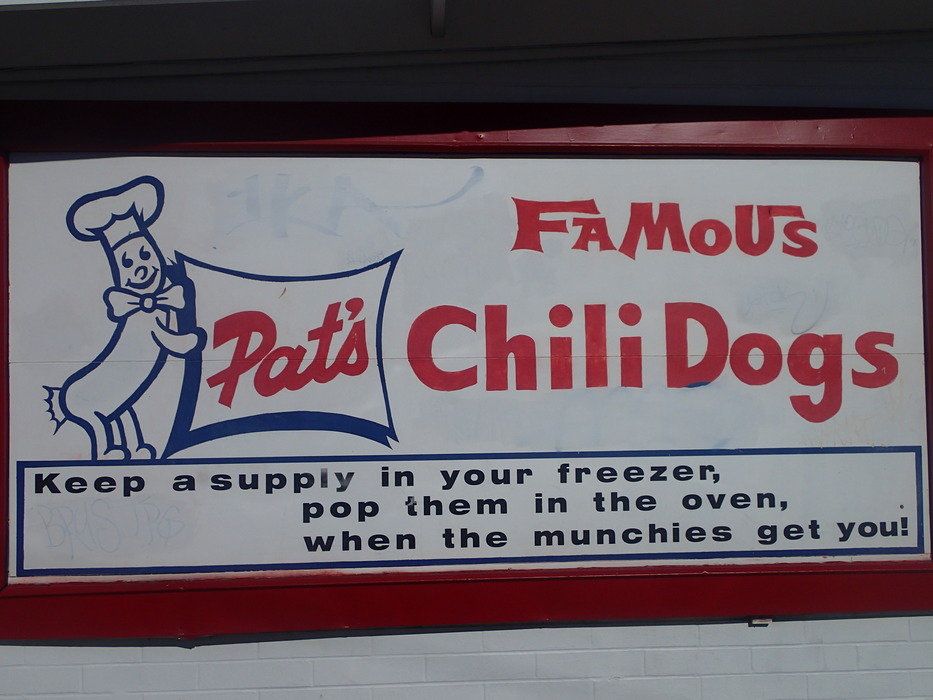 FAMOUS
Pat's Chili Dogs
Keep a supply in your freezer,
pop them in the oven,
when the munchies get you!